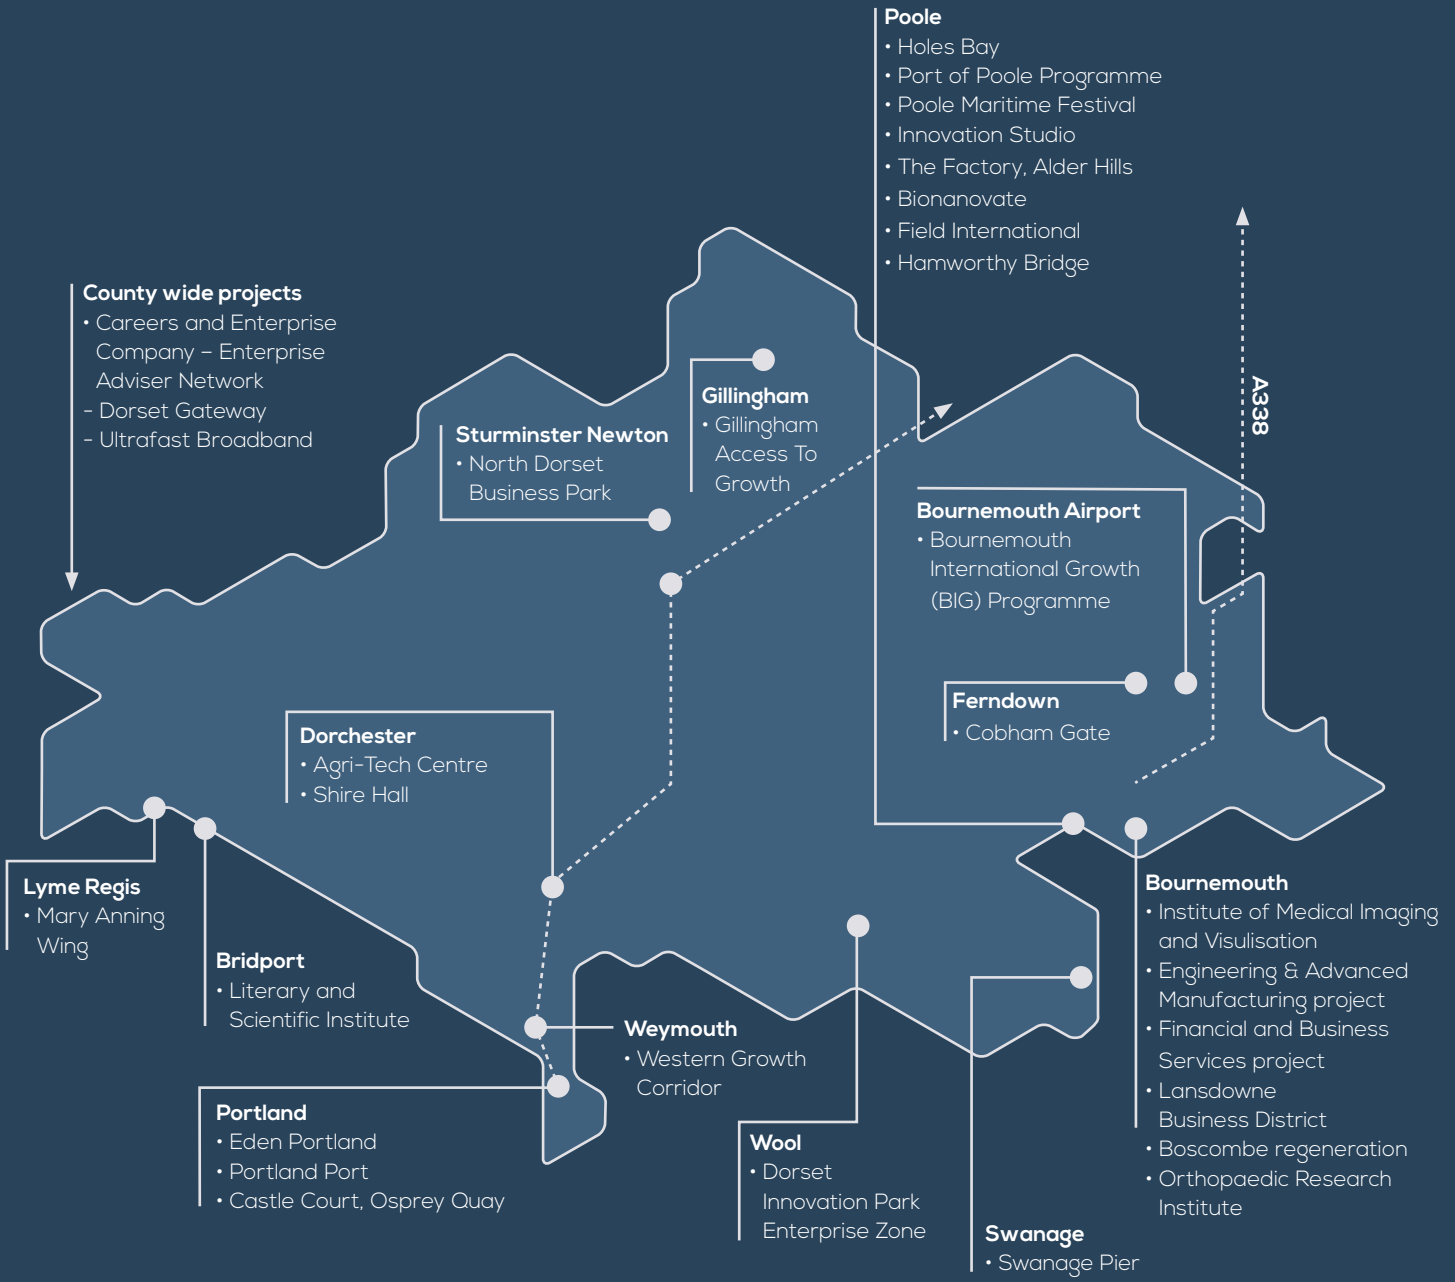 Poole
• Holes Bay
• Port of Poole Programme
• Poole Maritime Festival
• Innovation Studio
• The Factory, Alder Hills
• Bionanovate
• Field International
• Hamworthy Bridge
County wide projects
• Careers and Enterprise
Company – Enterprise
Adviser Network
- Dorset Gateway
- Ultrafast Broadband
A338
Gillingham
• Gillingham
Access To
Growth
Sturminster Newton
• North Dorset
Business Park
Bournemouth Airport
• Bournemouth
International Growth
(BIG) Programme
Ferndown
• Cobham Gate
Dorchester
• Agri-Tech Centre
• Shire Hall
Lyme Regis
• Mary Anning
Wing
Bridport
• Literary and
Scientific Institute
Weymouth
• Western Growth
Corridor
Portland
• Eden Portland
• Portland Port
• Castle Court, Osprey Quay
Wool
• Dorset
Innovation Park
Enterprise Zone
Swanage
• Swanage Pier
Bournemouth
• Institute of Medical Imaging
and Visulisation
• Engineering & Advanced
Manufacturing project
• Financial and Business
Services project
• Lansdowne
Business District
• Boscombe regeneration
• Orthopaedic Research
Institute